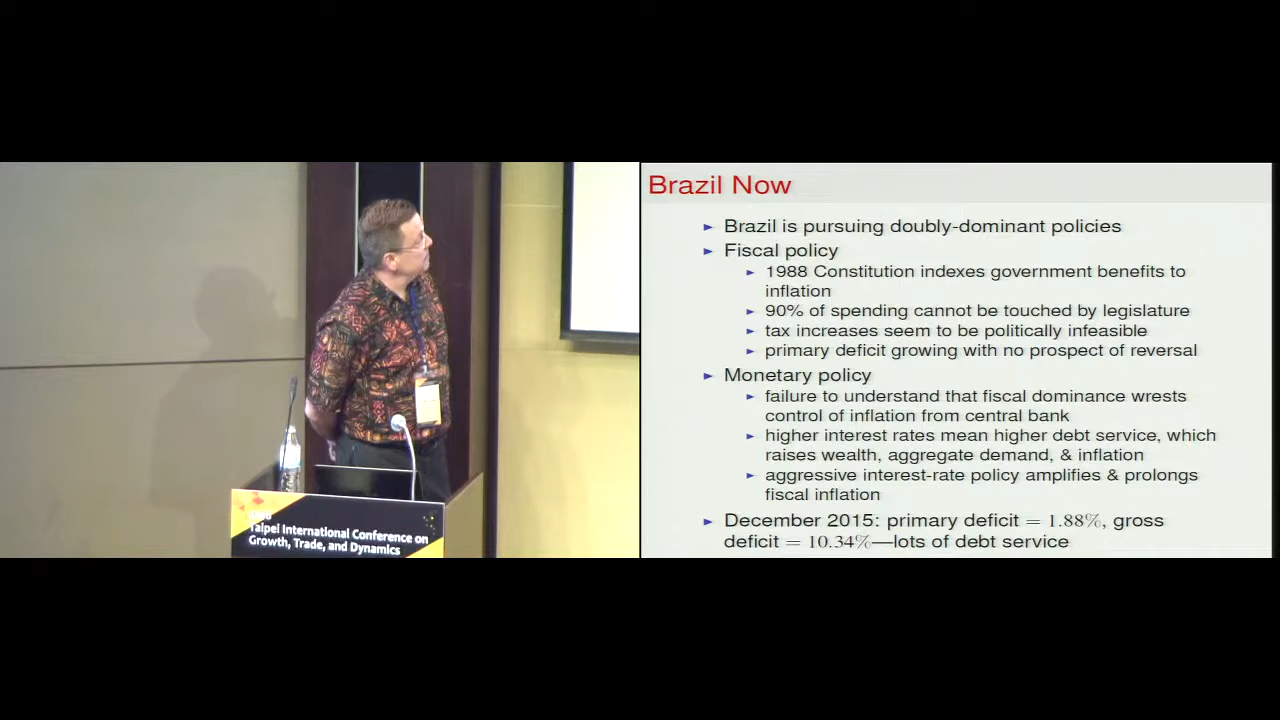 Brazil Now
► Brazil is pursuing doubly-dominant policies
► Fiscal policy
► 1988 Constitution indexes government benefits to
inflation
► 90% of spending cannot be touched by legislature
► tax increases seem to be politically infeasible
► primary deficit growing with no prospect of reversal
► Monetary policy
► failure to understand that fiscal dominance wrests
control of inflation from central bank
► higher interest rates mean higher debt service, which
raises wealth, aggregate demand, & inflation
► aggressive interest-rate policy amplifies & prolongs
fiscal inflation
► December 2015: primary deficit = 1.88%, gross
deficit = 10.34%—lots of debt service
Taipei International Conference on
Growth, Trade, and Dynamics